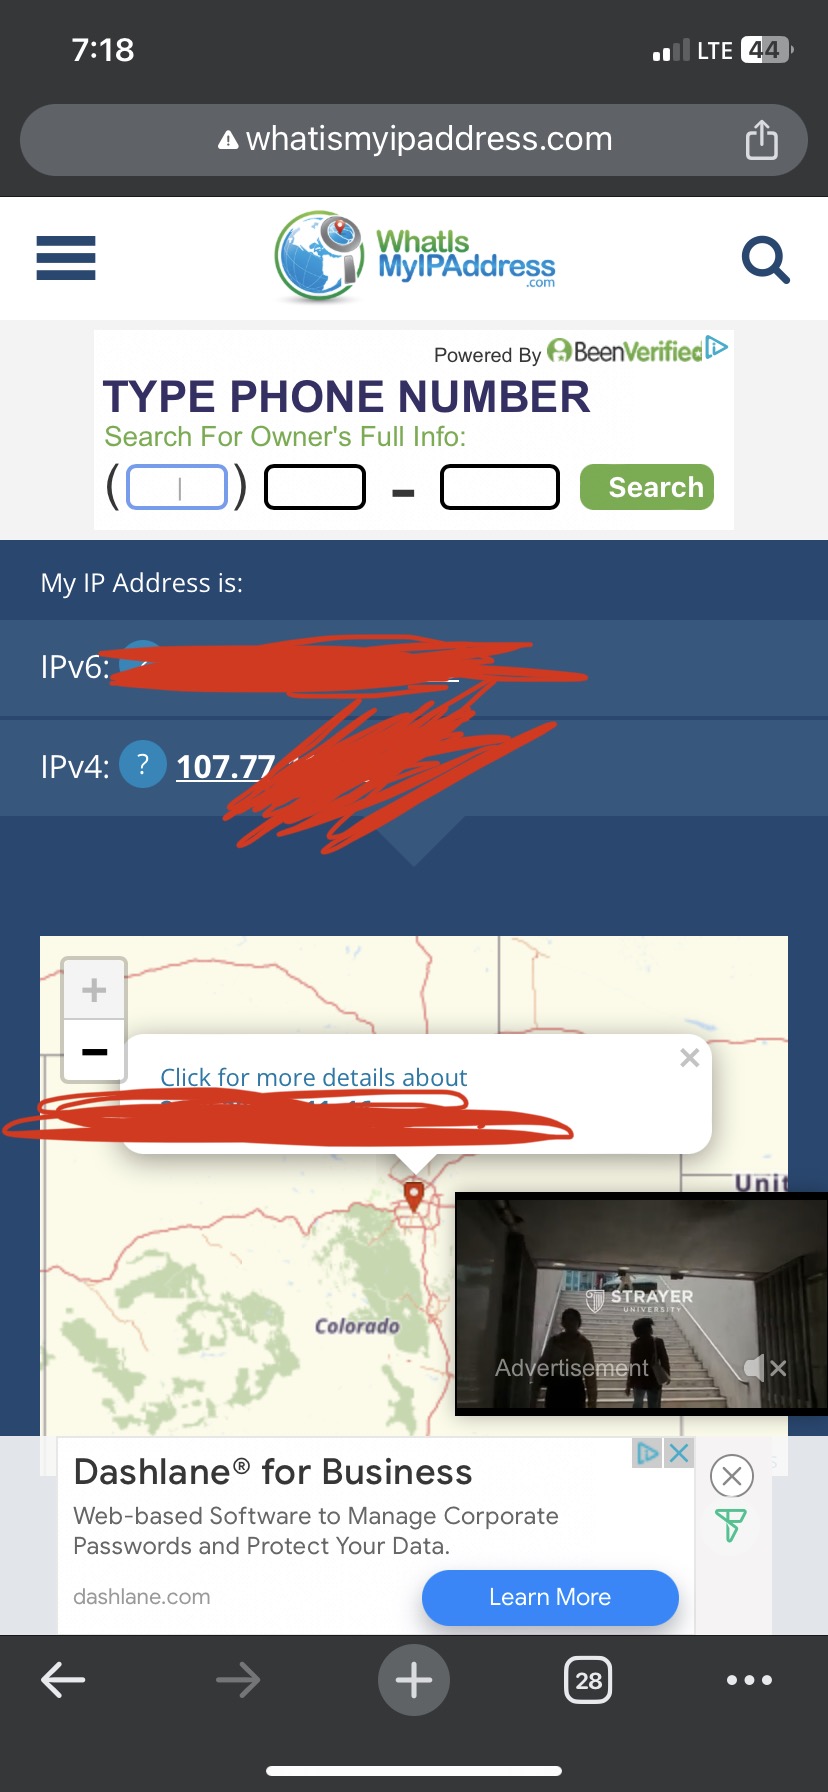 7:18
LTE 44
whatismyipaddress.com
WhatIs
MyIPAddress
.com
Powered By BeenVerified
TYPE PHONE NUMBER
Search For Owner's Full Info:
( ) - Search
My IP Address is:
IPv6:
IPv4: ? 107.77
+
−
Click for more details about
×
Unit
STRAYER
UNIVERSITY
Colorado
Advertisement
Dashlane® for Business
Web-based Software to Manage Corporate
Passwords and Protect Your Data.
dashlane.com
Learn More
28